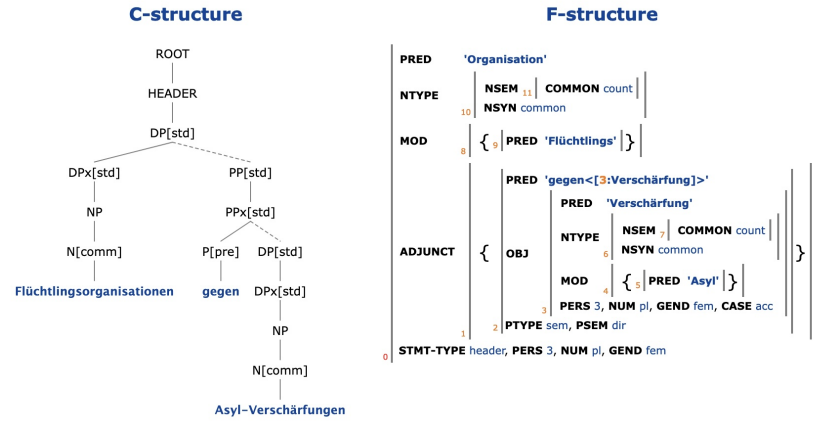 C-structure
ROOT
HEADER
DP[std]
DPx[std] PP[std]
NP PPx[std]
N[comm] P[pre] DP[std]
Flüchtlingsorganisationen gegen DPx[std]
NP
N[comm]
Asyl-Verschärfungen
F-structure
PRED 'Organisation'
NTYPE NSEM 11 COMMON count
10 NSYN common
MOD 8 { 9 PRED 'Flüchtlings' }
PRED 'gegen<[3:Verschärfung]>'
PRED 'Verschärfung'
NTYPE NSEM 7 COMMON count
6 NSYN common
ADJUNCT { OBJ }
MOD 4 { 5 PRED 'Asyl' }
3 PERS 3, NUM pl, GEND fem, CASE acc
1 2 PTYPE sem, PSEM dir
0 STMT-TYPE header, PERS 3, NUM pl, GEND fem